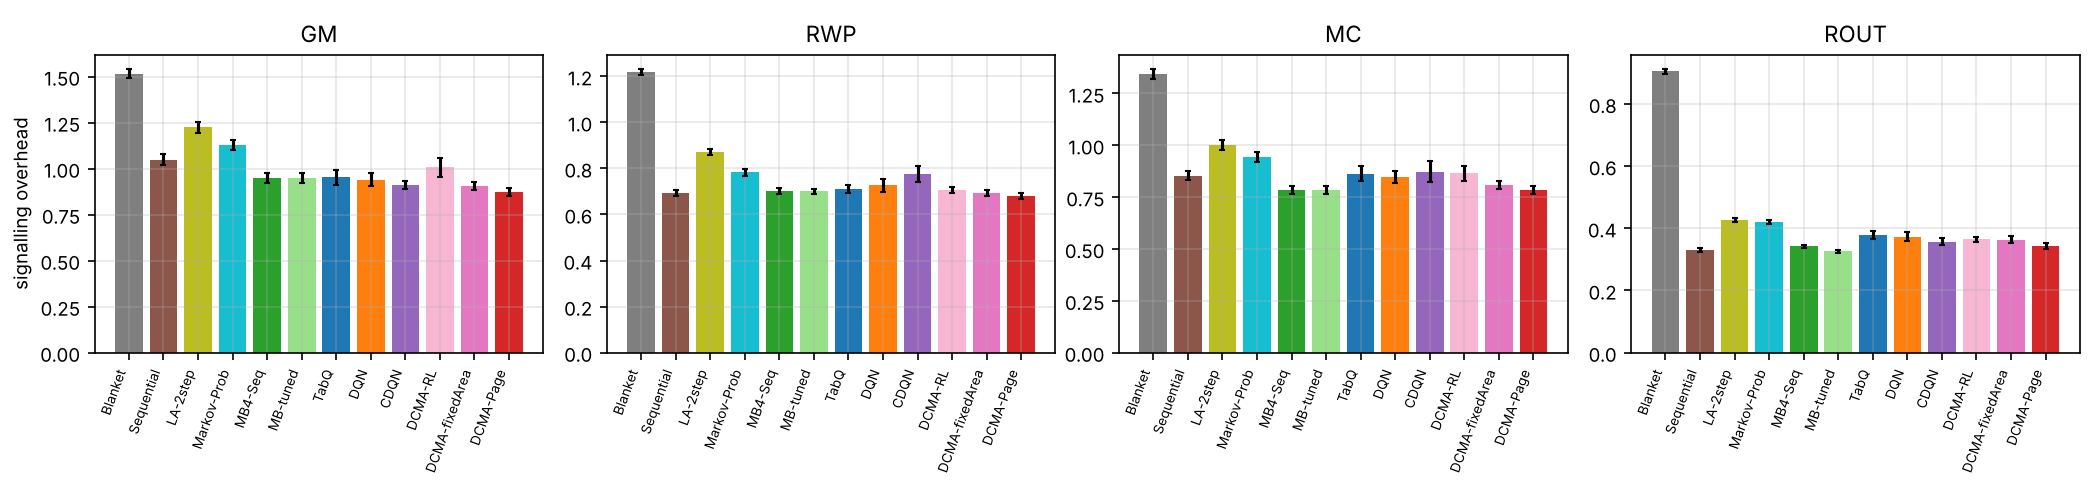 GM
signalling overhead
1.50
1.25
1.00
0.75
0.50
0.25
0.00
Blanket
Sequential
LA-2step
Markov-Prob
MB4-Seq
MB-tuned
TabQ
DQN
CDQN
DCMA-RL
DCMA-fixedArea
DCMA-Page
RWP
1.2
1.0
0.8
0.6
0.4
0.2
0.0
Blanket
Sequential
LA-2step
Markov-Prob
MB4-Seq
MB-tuned
TabQ
DQN
CDQN
DCMA-RL
DCMA-fixedArea
DCMA-Page
MC
1.25
1.00
0.75
0.50
0.25
0.00
Blanket
Sequential
LA-2step
Markov-Prob
MB4-Seq
MB-tuned
TabQ
DQN
CDQN
DCMA-RL
DCMA-fixedArea
DCMA-Page
ROUT
0.8
0.6
0.4
0.2
0.0
Blanket
Sequential
LA-2step
Markov-Prob
MB4-Seq
MB-tuned
TabQ
DQN
CDQN
DCMA-RL
DCMA-fixedArea
DCMA-Page